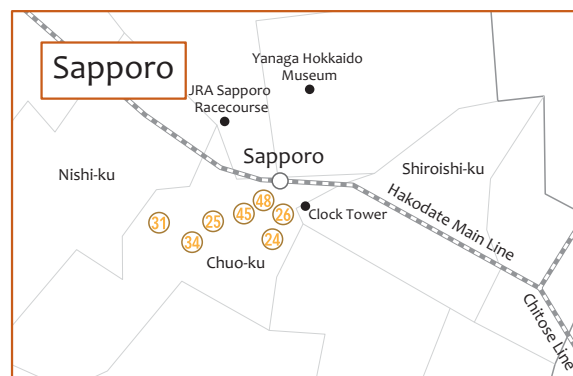 Sapporo
Yanaga Hokkaido
Museum
JRA Sapporo
Racecourse
Sapporo
Nishi-ku
Shiroishi-ku
48
31
25
45
26
Clock Tower
34
24
Chuo-ku
Hakodate Main Line
Chitose Line